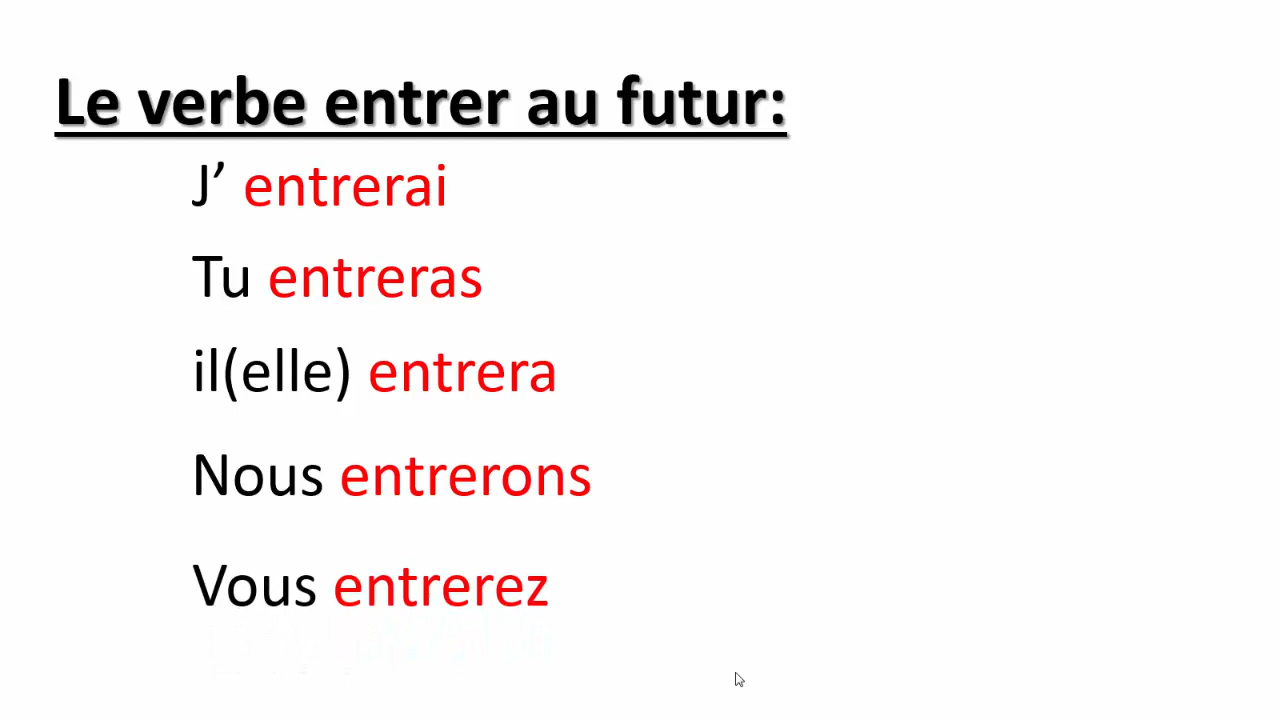 Le verbe entrer au futur:
J’ entrerai
Tu entreras
il(elle) entrera
Nous entrerons
Vous entrerez